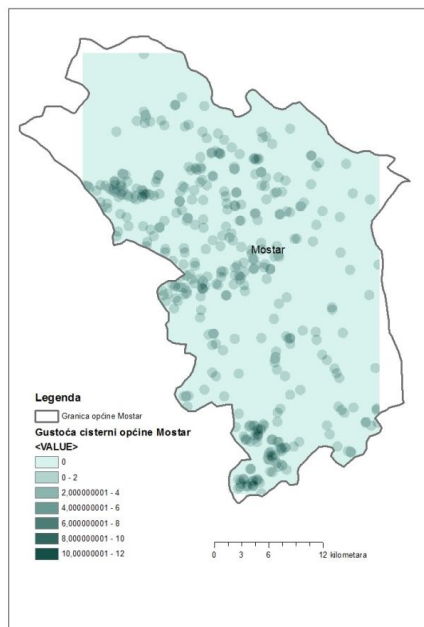 Mostar
Legenda
Granica općine Mostar
Gustoća cisterni općine Mostar
<VALUE>
0
0 - 2
2,000000001 - 4
4,000000001 - 6
6,000000001 - 8
8,000000001 - 10
10,00000001 - 12
0 3 6 12 kilometara